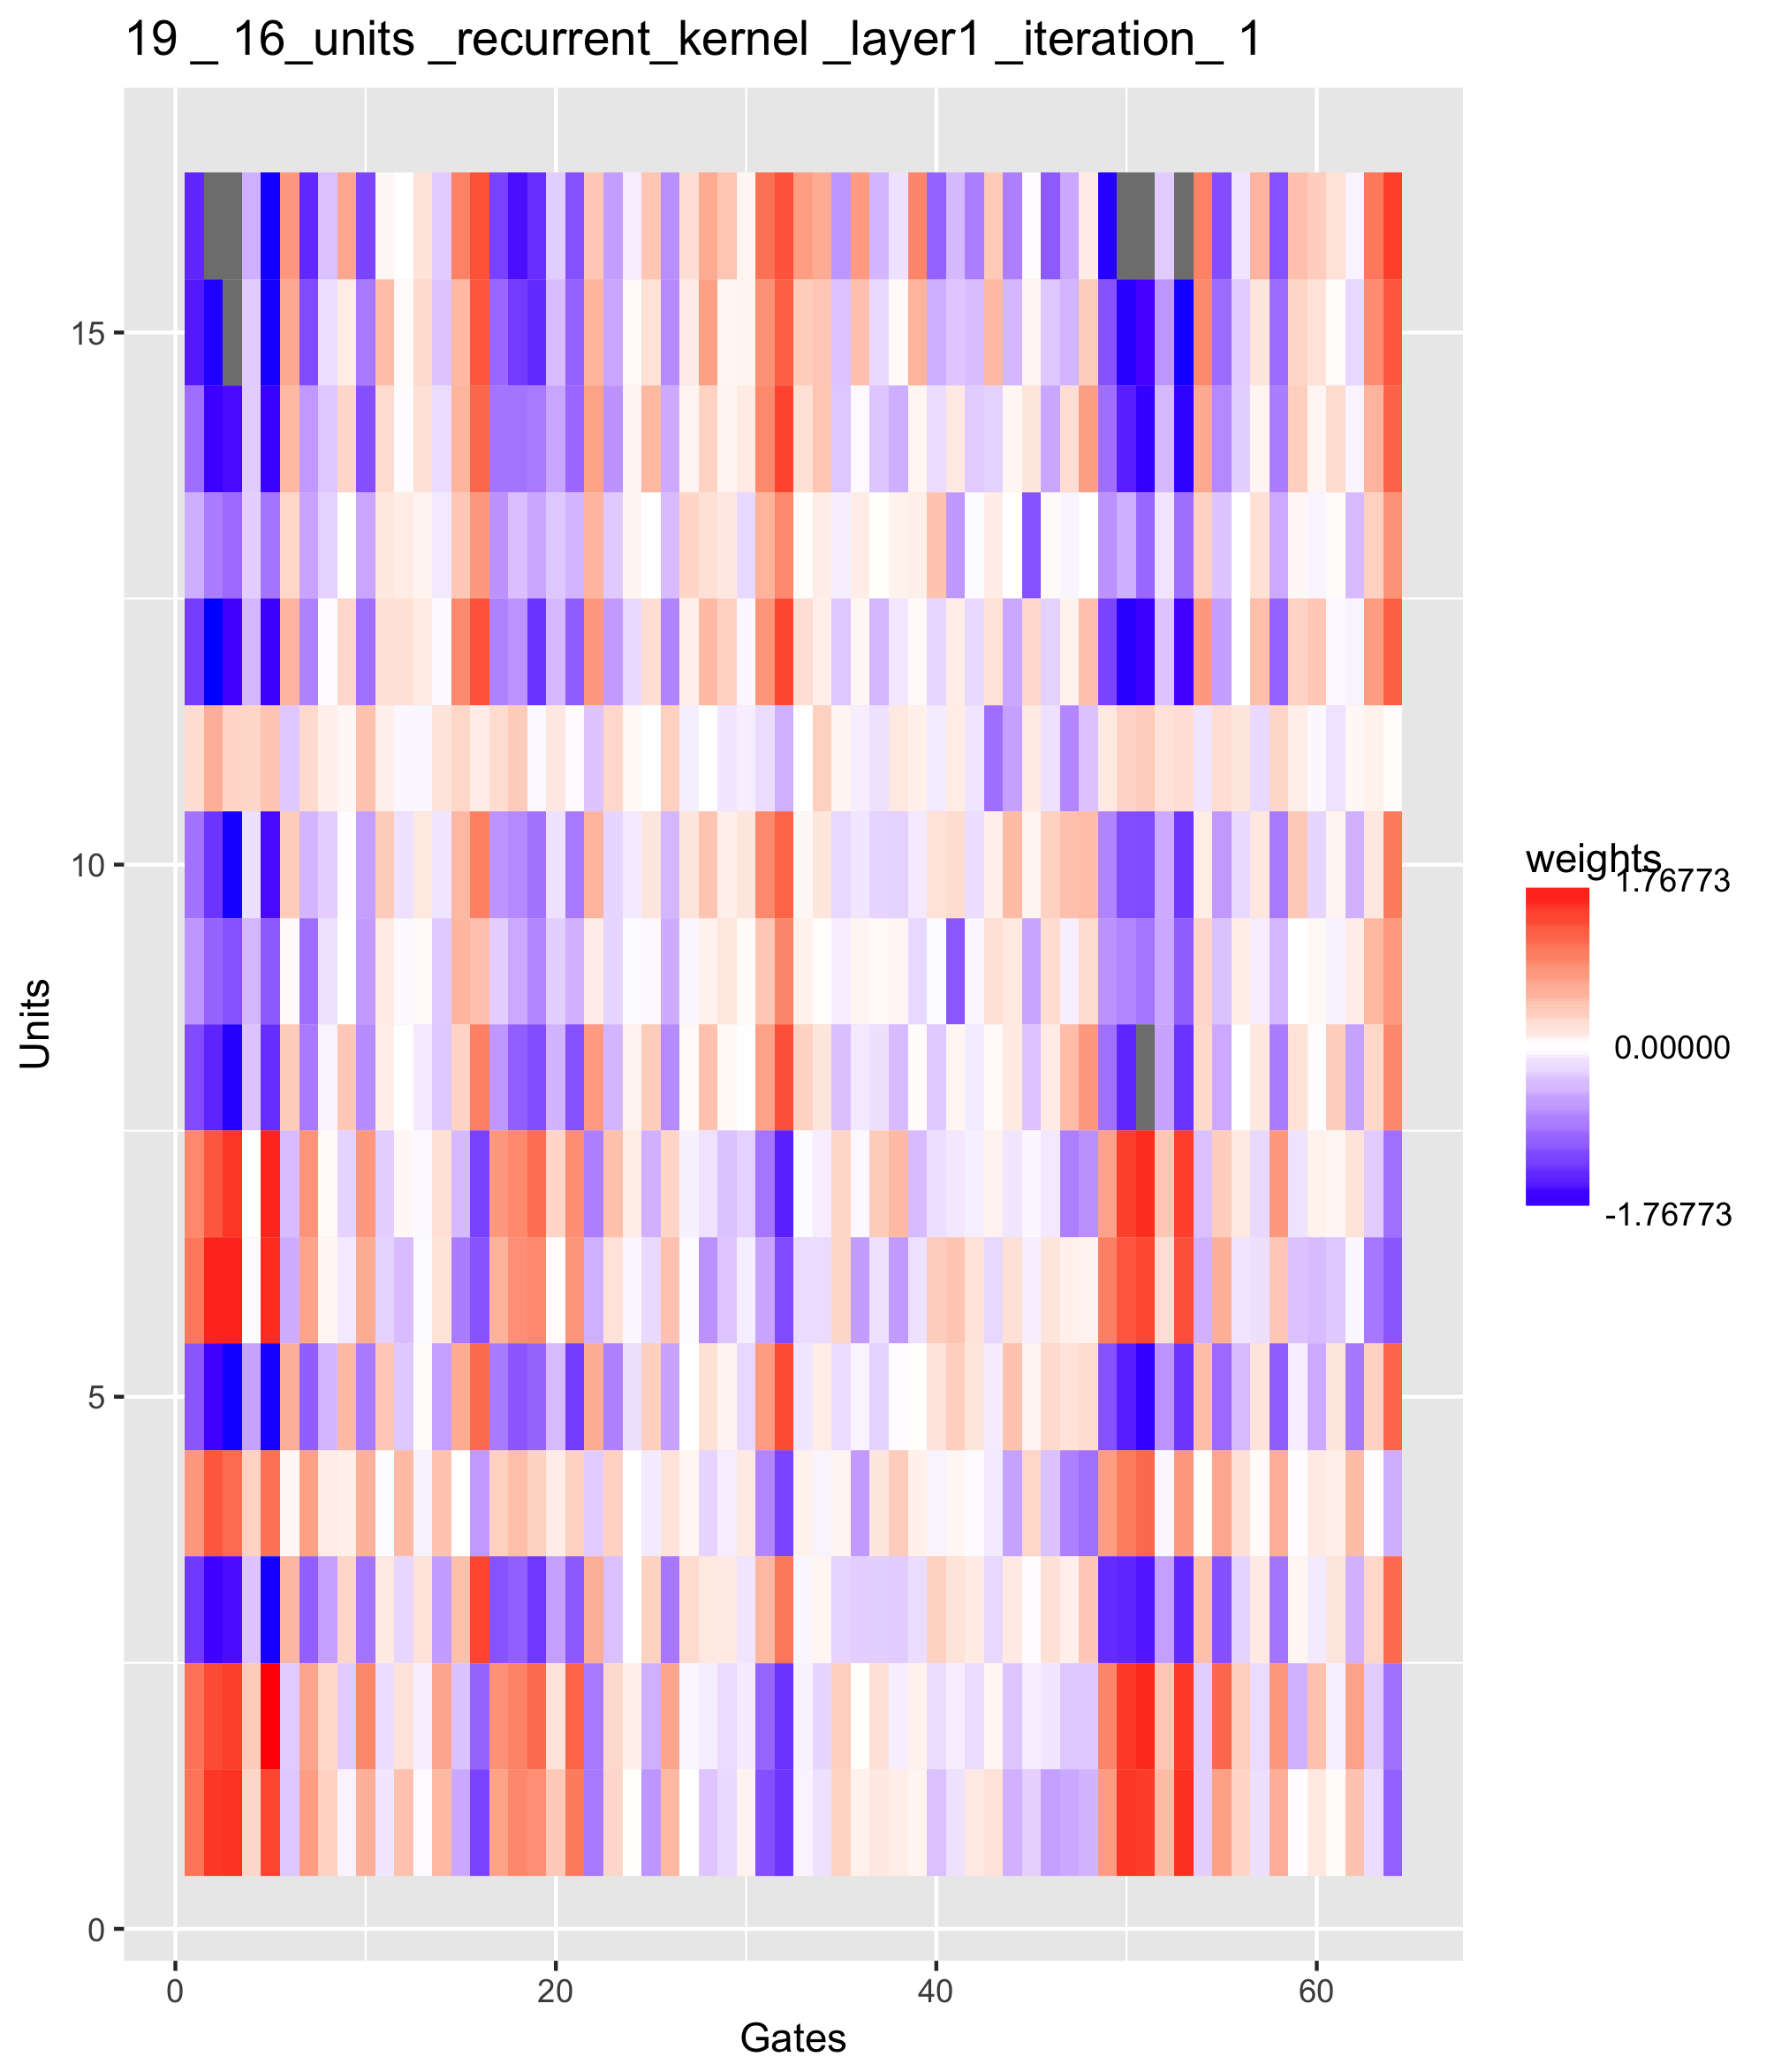 19 _ 16_units _recurrent_kernel _layer1 _iteration_ 1
15
10
5
0
Units
0 20 40 60
Gates
weights
1.76773
0.00000
-1.76773